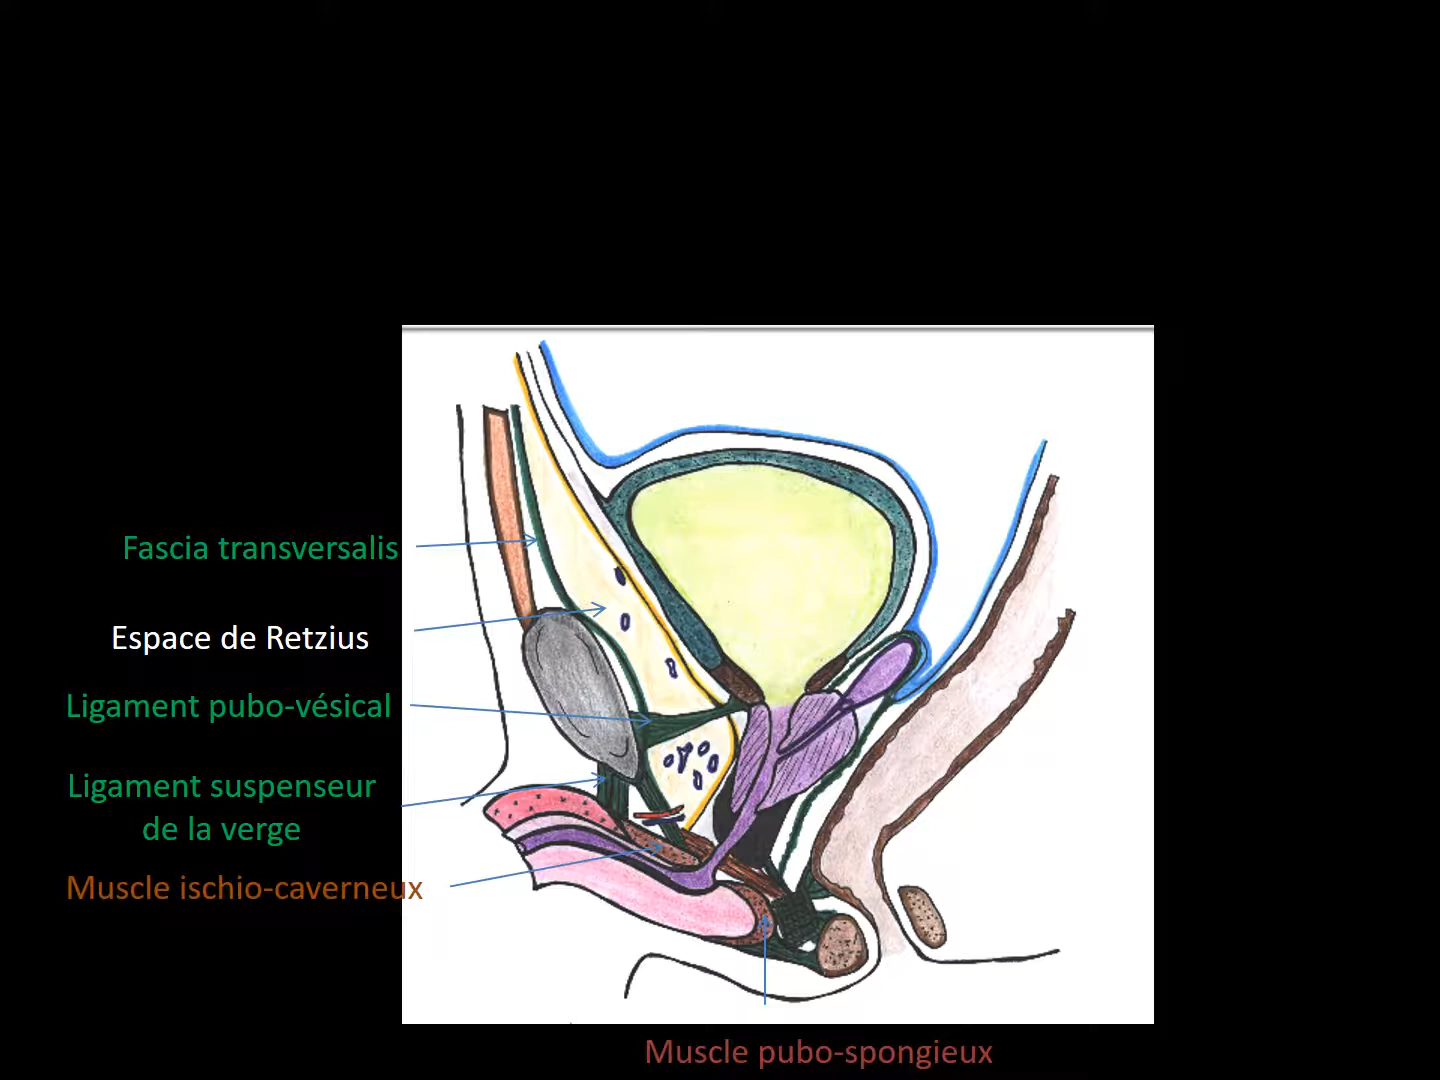 Fascia transversalis
Espace de Retzius
Ligament pubo-vésical
Ligament suspenseur
de la verge
Muscle ischio-caverneux
Muscle pubo-spongieux